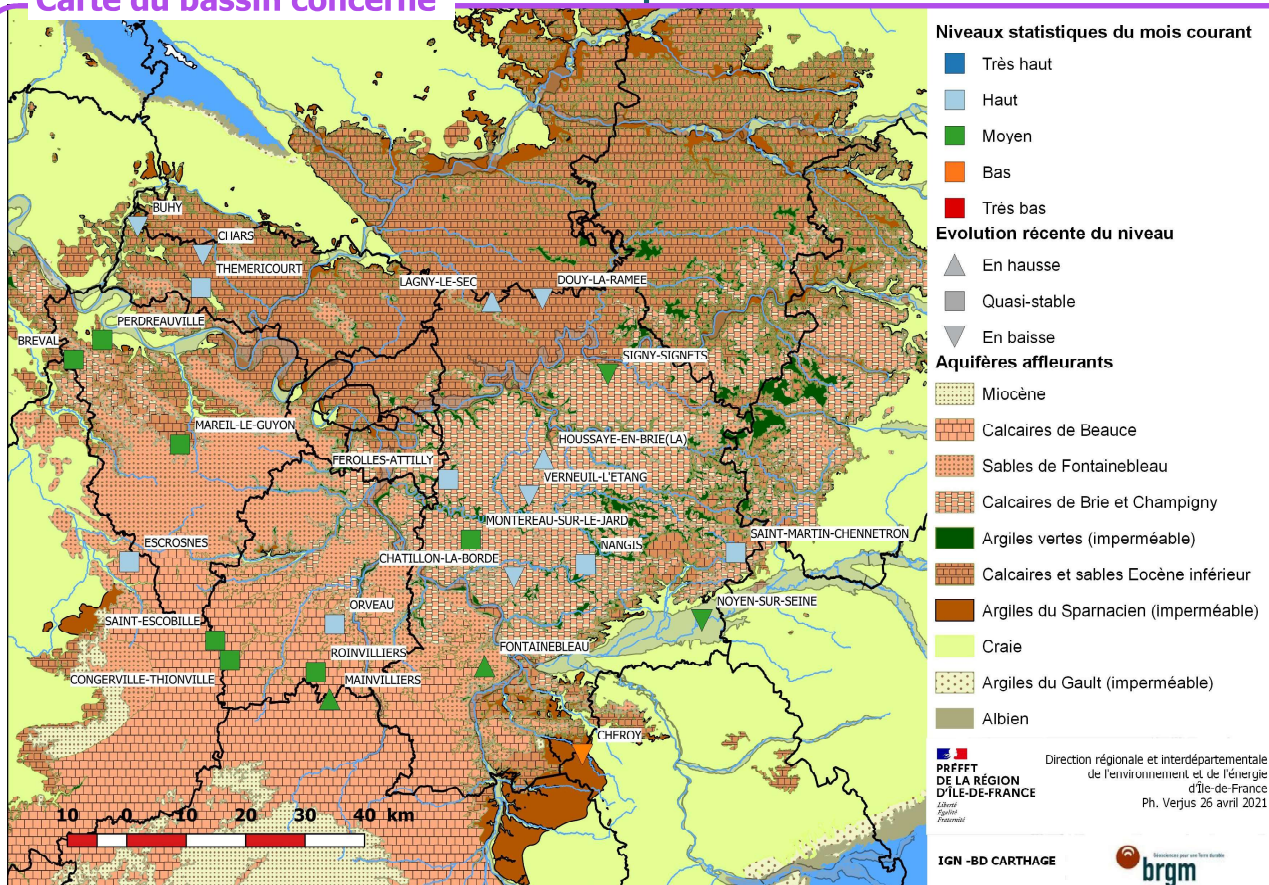 Carte du bassin concerné
Niveaux statistiques du mois courant
Très haut
Haut
Moyen
Bas
Très bas
Evolution récente du niveau
En hausse
Quasi-stable
En baisse
Aquifères affleurants
Miocène
Calcaires de Beauce
Sables de Fontainebleau
Calcaires de Brie et Champigny
Argiles vertes (imperméable)
Calcaires et sables Eocène inférieur
Argiles du Sparnacien (imperméable)
Craie
Argiles du Gault (imperméable)
Albien
BUHY
CHARS
THEMERICOURT
LAGNY-LE-SEC
DOUY-LA-RAMEE
PERDREAUVILLE
BREVAL
SIGNY-SIGNETS
MAREIL-LE-GUYON
HOUSSAYE-EN-BRIE(LA)
FEROLLES-ATTILLY
VERNEUIL-L'ETANG
MONTEREAU-SUR-LE-JARD
SAINT-MARTIN-CHENNETRON
ESCROSNES
NANGIS
CHATILLON-LA-BORDE
ORVEAU
NOYEN-SUR-SEINE
SAINT-ESCOBILLE
FONTAINEBLEAU
ROINVILLIERS
CONGERVILLE-THIONVILLE
MAINVILLIERS
CHEROY
10 0 10 20 30 40 km
PRÉFET
DE LA RÉGION
D'ÎLE-DE-FRANCE
Liberté
Égalité
Fraternité
Direction régionale et interdépartementale
de l'environnement et de l'énergie
d'Île-de-France
Ph. Verjus 26 avril 2021
IGN -BD CARTHAGE
Géosciences pour une Terre durable
brgm